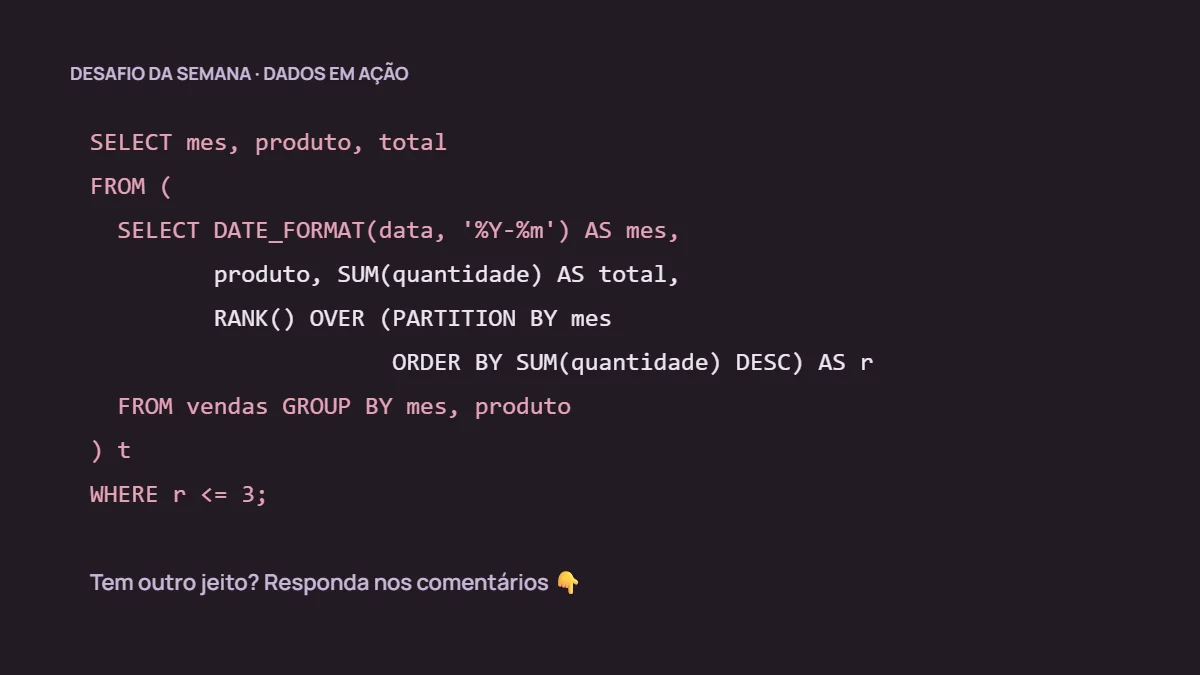 DESAFIO DA SEMANA · DADOS EM AÇÃO
SELECT mes, produto, total
FROM (
  SELECT DATE_FORMAT(data, '%Y-%m') AS mes,
         produto, SUM(quantidade) AS total,
         RANK() OVER (PARTITION BY mes
                      ORDER BY SUM(quantidade) DESC) AS r
  FROM vendas GROUP BY mes, produto
) t
WHERE r <= 3;
Tem outro jeito? Responda nos comentários 👇